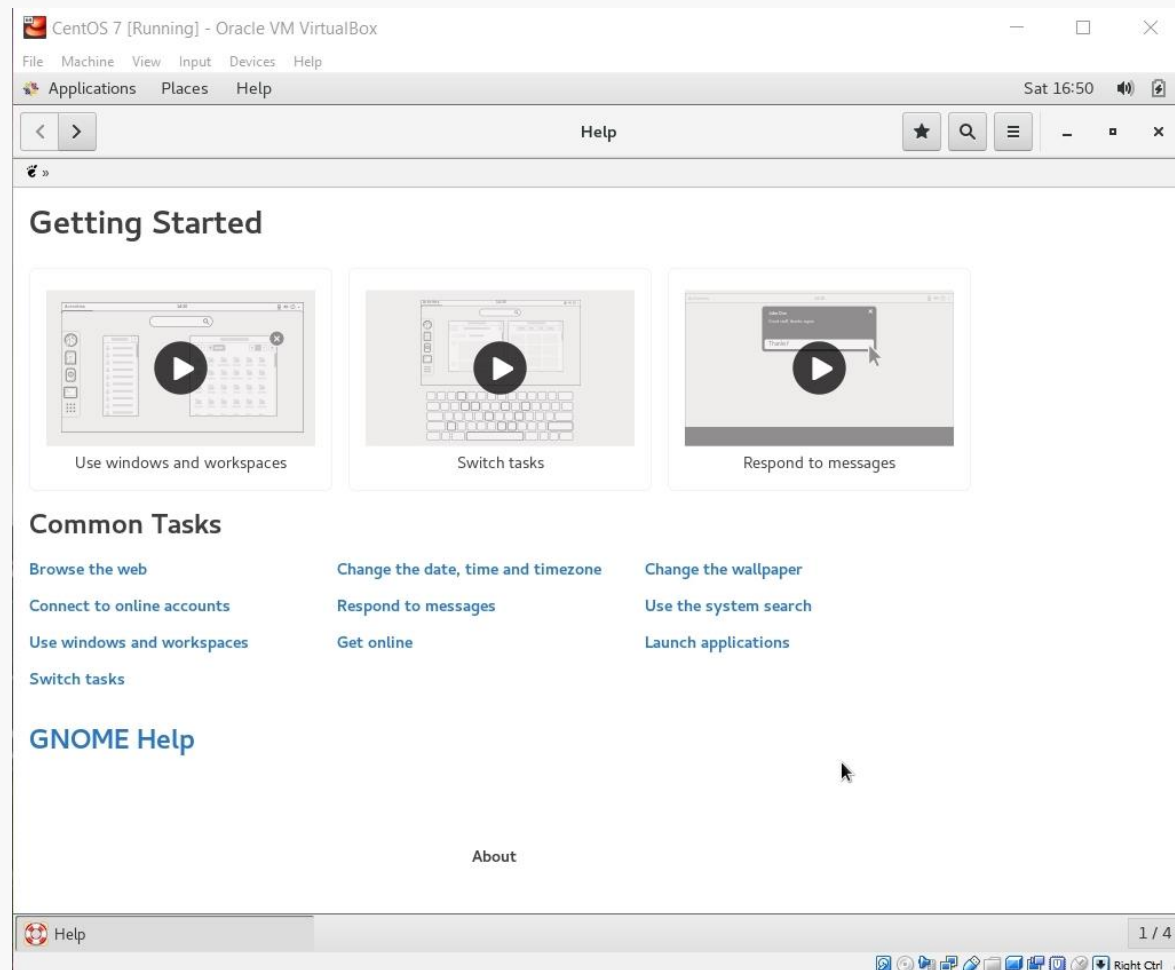 CentOS 7 [Running] - Oracle VM VirtualBox
File Machine View Input Devices Help
Applications Places Help Sat 16:50
Help
»
Getting Started
Use windows and workspaces Switch tasks Respond to messages
Thanks!
Common Tasks
Browse the web Change the date, time and timezone Change the wallpaper
Connect to online accounts Respond to messages Use the system search
Use windows and workspaces Get online Launch applications
Switch tasks
GNOME Help
About
Help 1 / 4
Right Ctrl